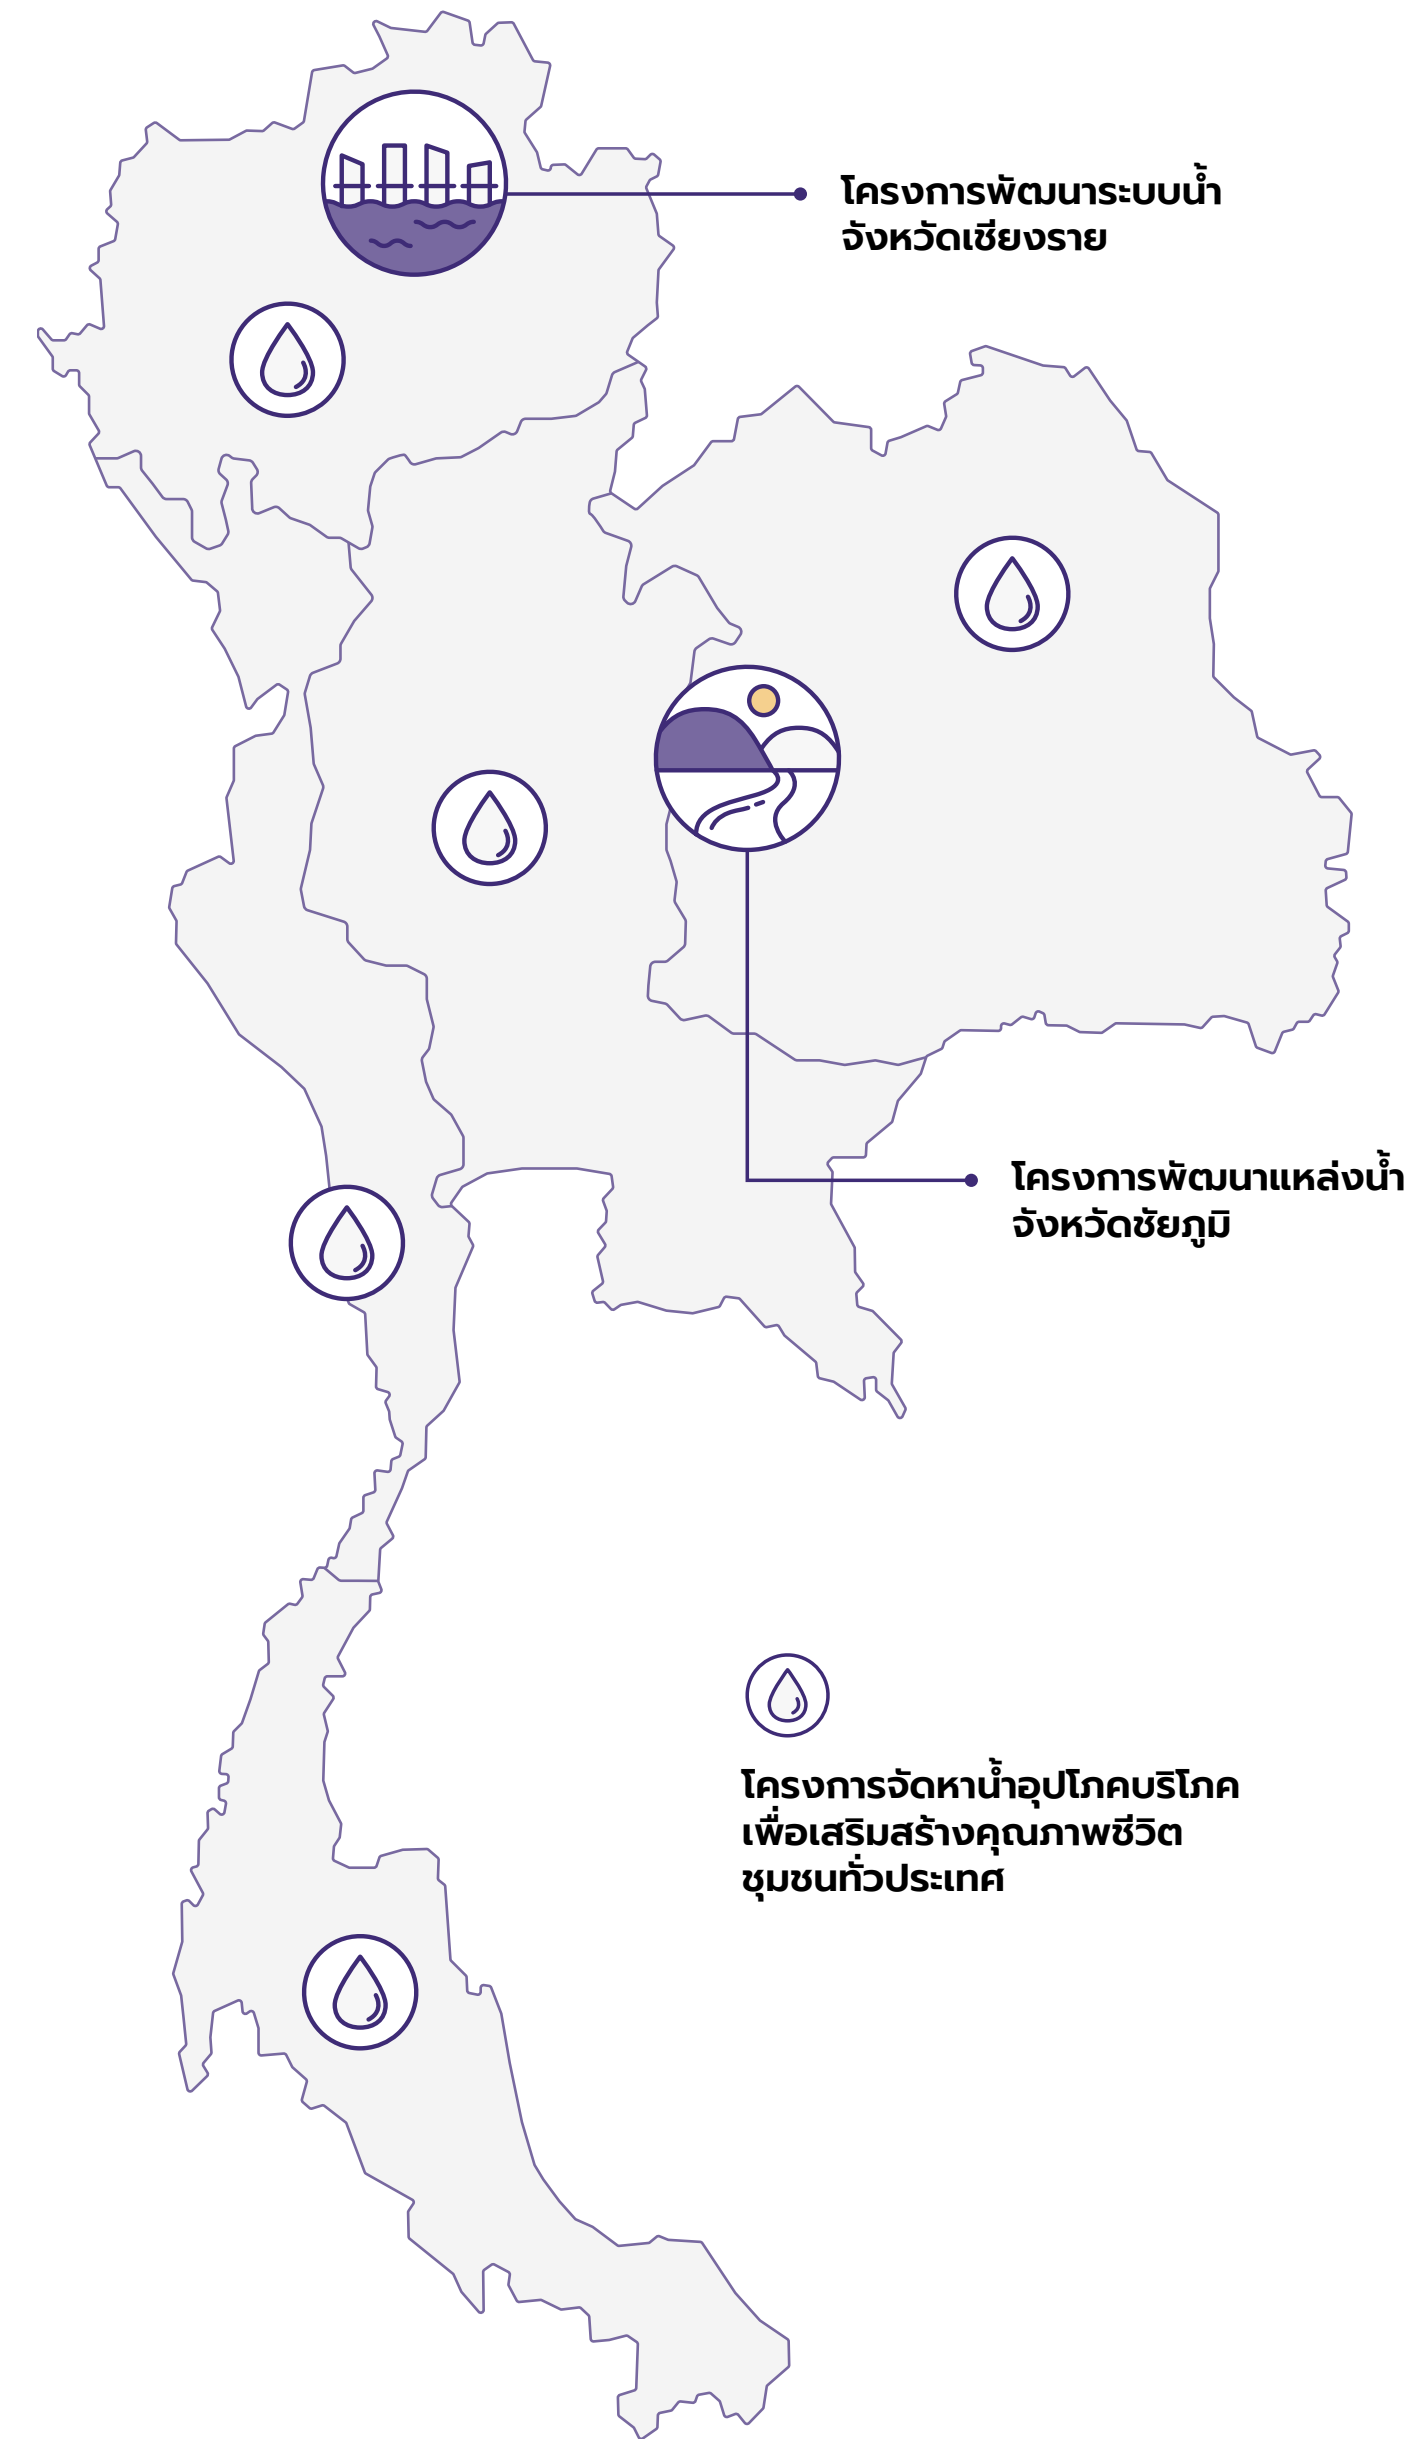 โครงการพัฒนาระบบน้ำ
จังหวัดเชียงราย
โครงการพัฒนาแหล่งน้ำ
จังหวัดชัยภูมิ
โครงการจัดหาน้ำอุปโภคบริโภค
เพื่อเสริมสร้างคุณภาพชีวิต
ชุมชนทั่วประเทศ